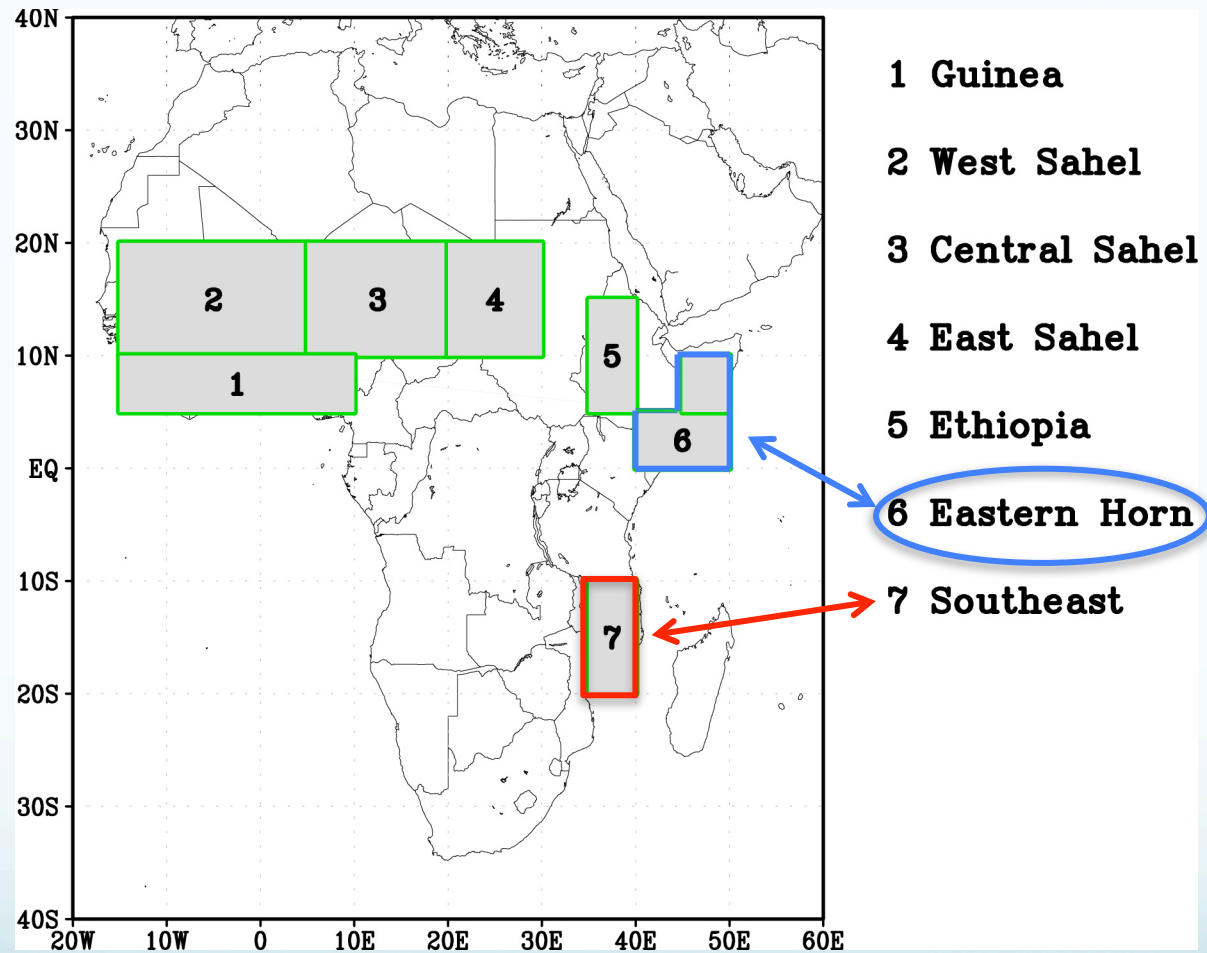 40N
30N
20N
10N
EQ
10S
20S
30S
40S
20W 10W 0 10E 20E 30E 40E 50E 60E
2
3
4
1
5
6
7
1 Guinea
2 West Sahel
3 Central Sahel
4 East Sahel
5 Ethiopia
6 Eastern Horn
7 Southeast